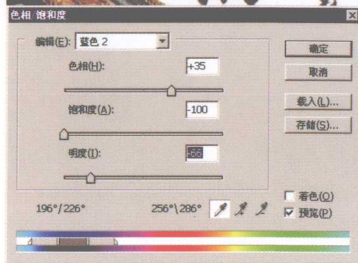 色相/饱和度
编辑(E): 蓝色 2
确定
色相(H): +35
取消
饱和度(A): -100
载入(L)...
存储(S)...
明度(I): -66
着色(O)
196°/226° 256°\286°
预览(P)